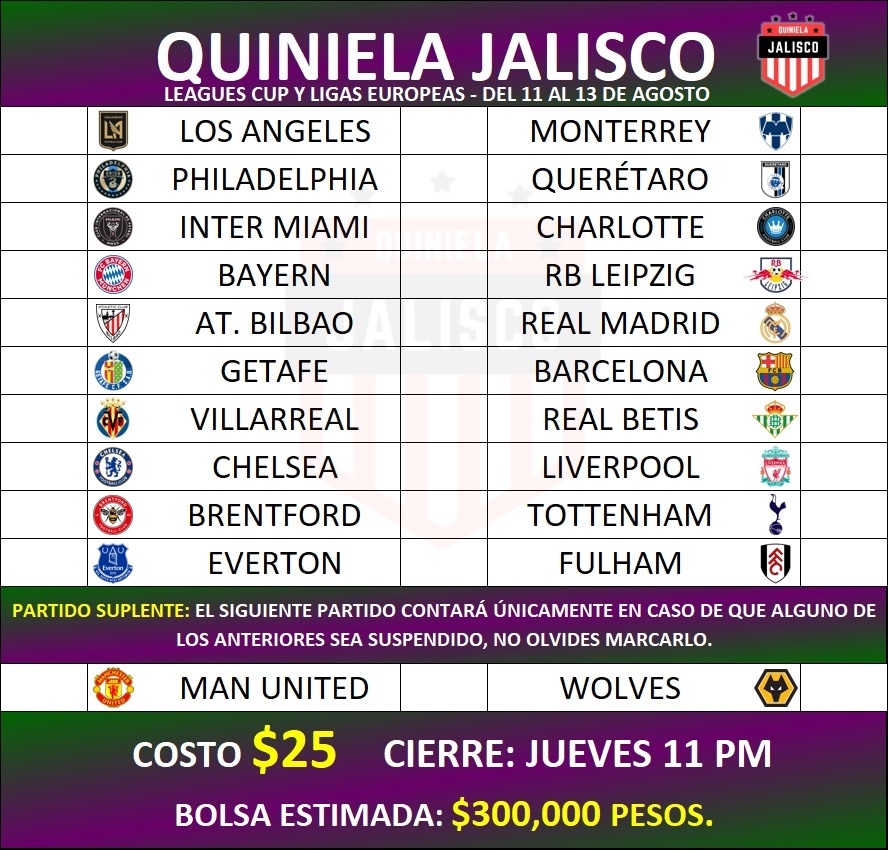 QUINIELA JALISCO
QUINIELA
JALISCO
LEAGUES CUP Y LIGAS EUROPEAS - DEL 11 AL 13 DE AGOSTO
LOS ANGELES MONTERREY
PHILADELPHIA QUERÉTARO
INTER MIAMI CHARLOTTE
BAYERN RB LEIPZIG
AT. BILBAO REAL MADRID
GETAFE BARCELONA
VILLARREAL REAL BETIS
CHELSEA LIVERPOOL
BRENTFORD TOTTENHAM
EVERTON FULHAM
QUINIELA
JALISCO
PARTIDO SUPLENTE: EL SIGUIENTE PARTIDO CONTARÁ ÚNICAMENTE EN CASO DE QUE ALGUNO DE
LOS ANTERIORES SEA SUSPENDIDO, NO OLVIDES MARCARLO.
MAN UNITED WOLVES
COSTO $25 CIERRE: JUEVES 11 PM
BOLSA ESTIMADA: $300,000 PESOS.